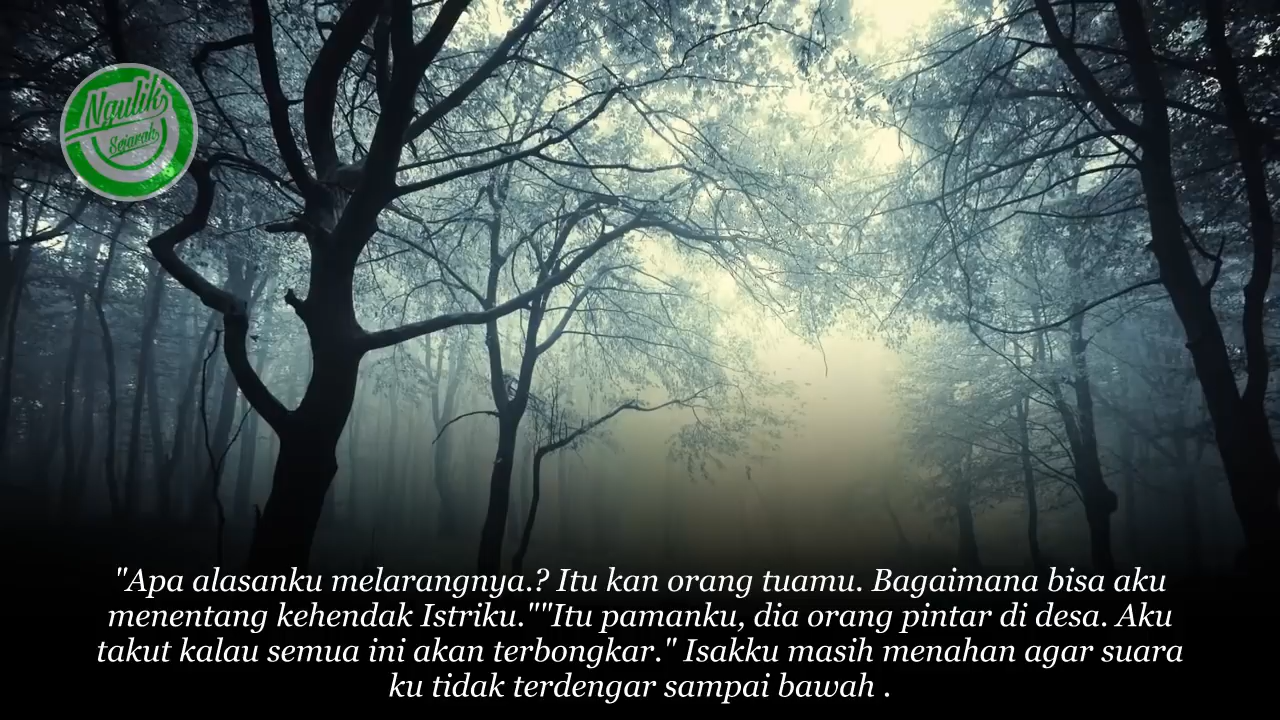 Ngulik
Sejarah
"Apa alasanku melarangnya.? Itu kan orang tuamu. Bagaimana bisa aku
menentang kehendak Istriku.""Itu pamanku, dia orang pintar di desa. Aku
takut kalau semua ini akan terbongkar." Isakku masih menahan agar suara
ku tidak terdengar sampai bawah .